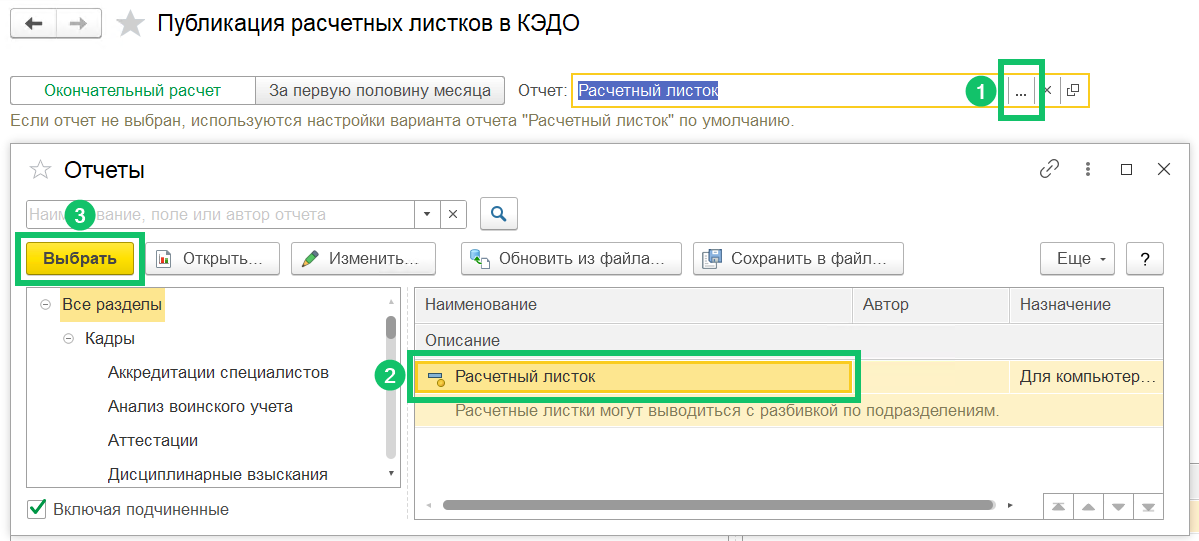 Публикация расчетных листков в КЭДО
Окончательный расчет За первую половину месяца Отчет: Расчетный листок 1 ...
Если отчет не выбран, используются настройки варианта отчета "Расчетный листок" по умолчанию.
Отчеты
3 поле или автор отчета
Выбрать Открыть... Изменить... Обновить из файла... Сохранить в файл... Еще ?
Все разделы
Кадры
Аккредитации специалистов
Анализ воинского учета
Аттестации
Дисциплинарные взыскания
Включая подчиненные
Наименование Автор Назначение
Описание
2 Расчетный листок Для компьютер...
Расчетные листки могут выводиться с разбивкой по подразделениям.